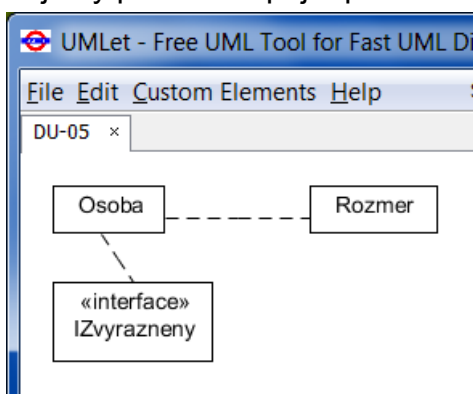 UMLet - Free UML Tool for Fast UML Di
File Edit Custom Elements Help
DU-05 ×
Osoba
Rozmer
«interface»
IZvyrazneny